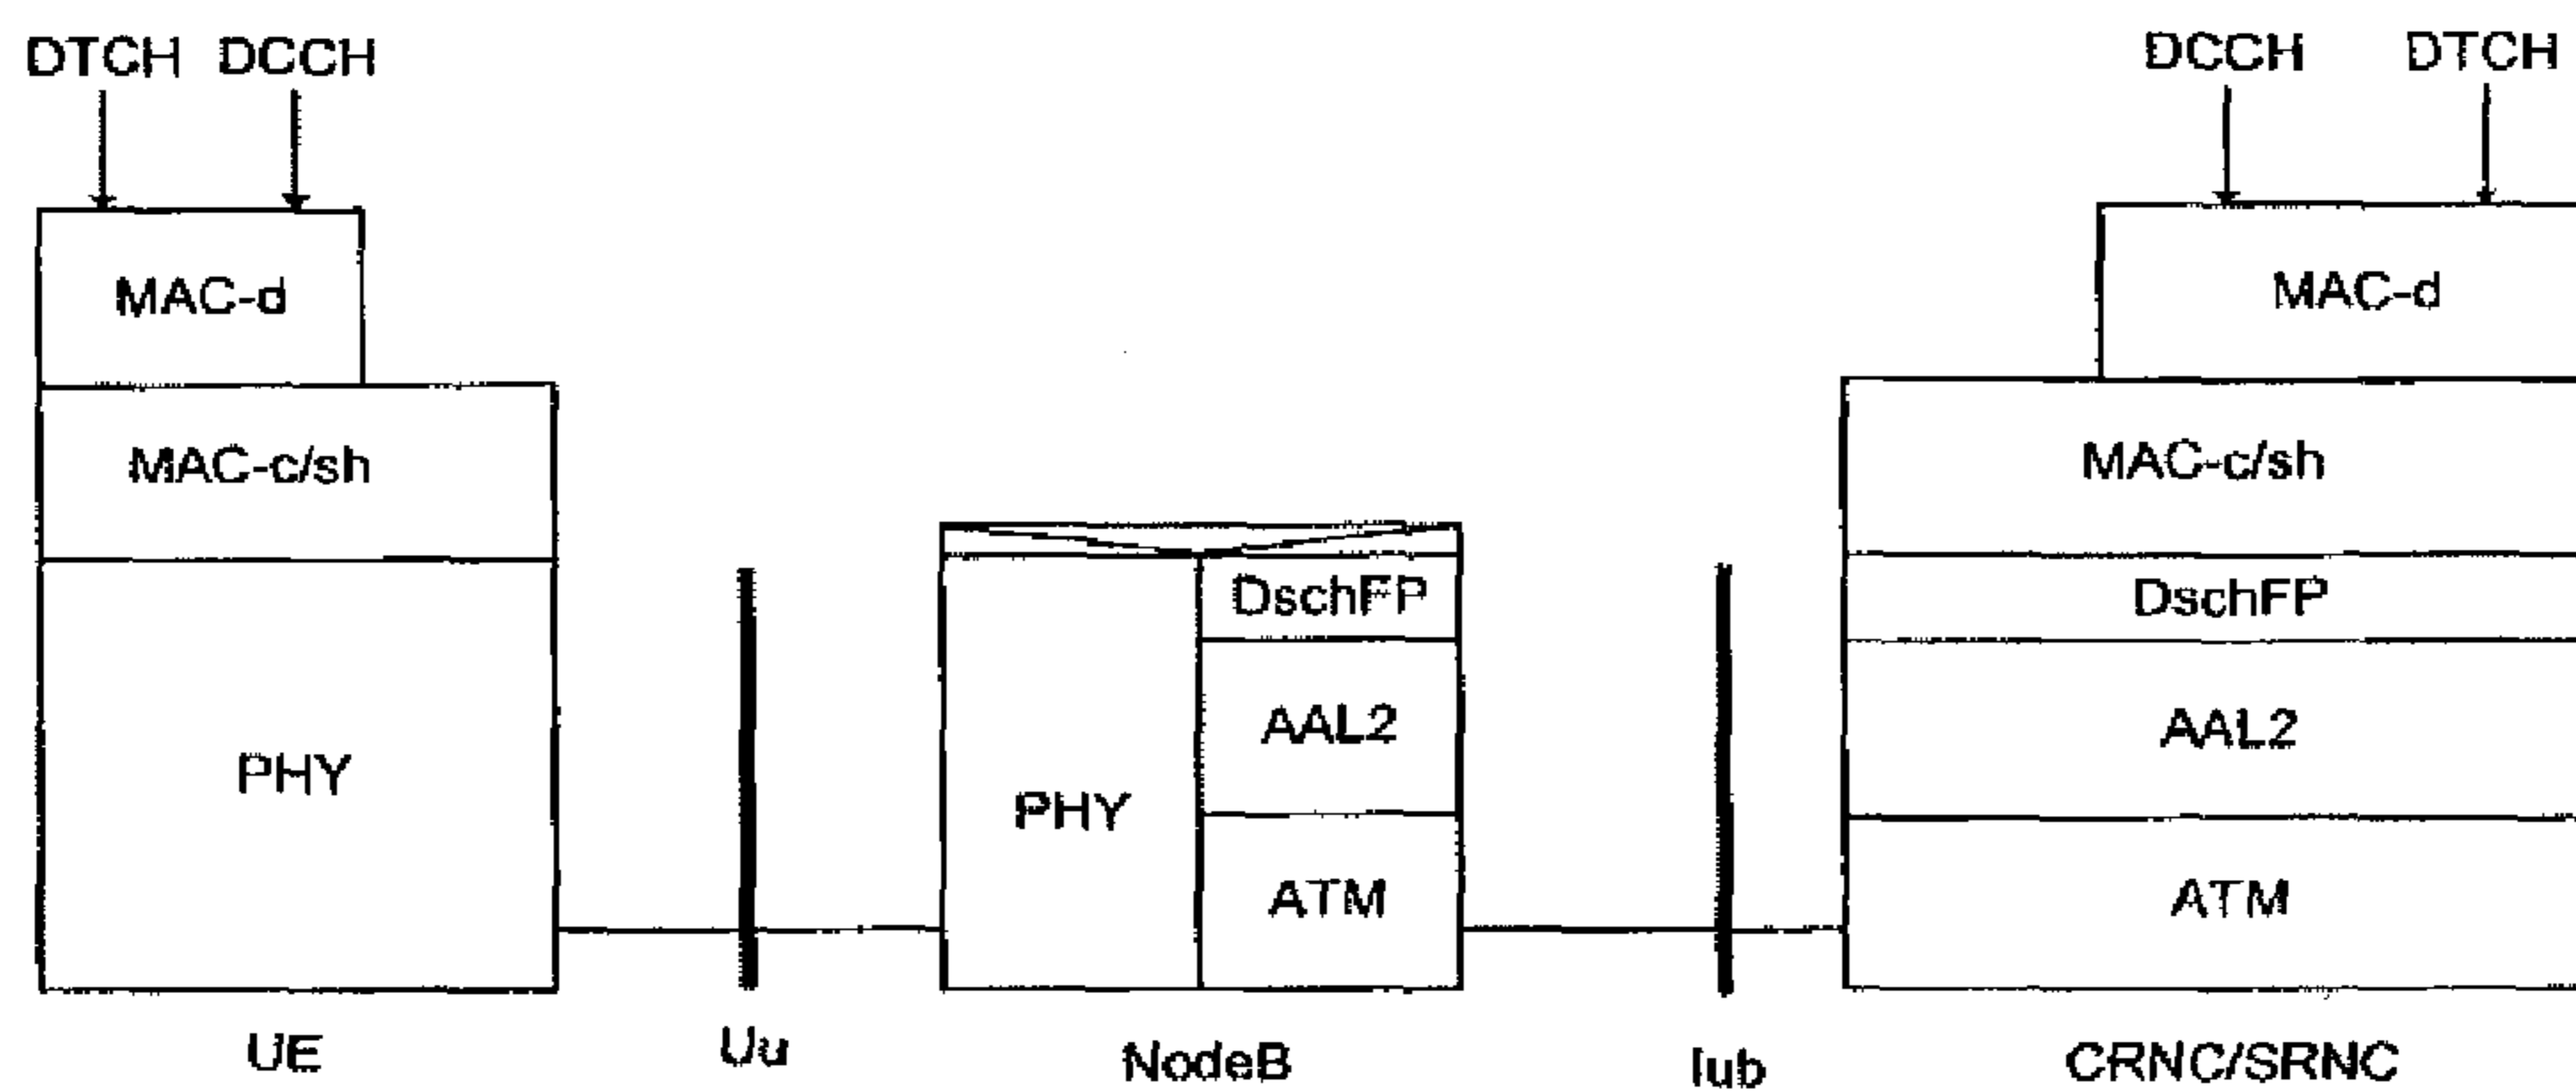 DTCH DCCH DCCH DTCH
MAC-d MAC-d
MAC-c/sh MAC-c/sh
DschFP DschFP
AAL2 AAL2
PHY PHY
ATM ATM
UE Uu NodeB Iub CRNC/SRNC